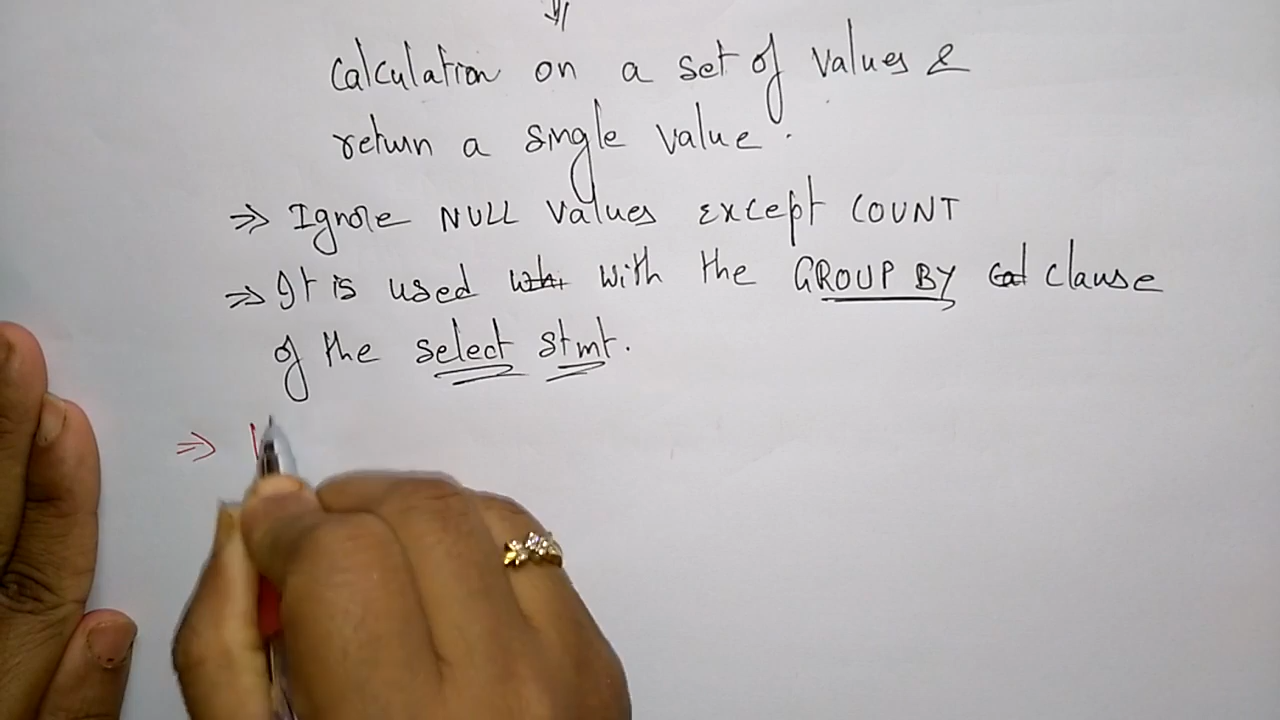 calculation on a set of values &
return a single value.
⇒ Ignore NULL values except COUNT
⇒ It is used with the GROUP BY clause
of the select stmt.
⇒